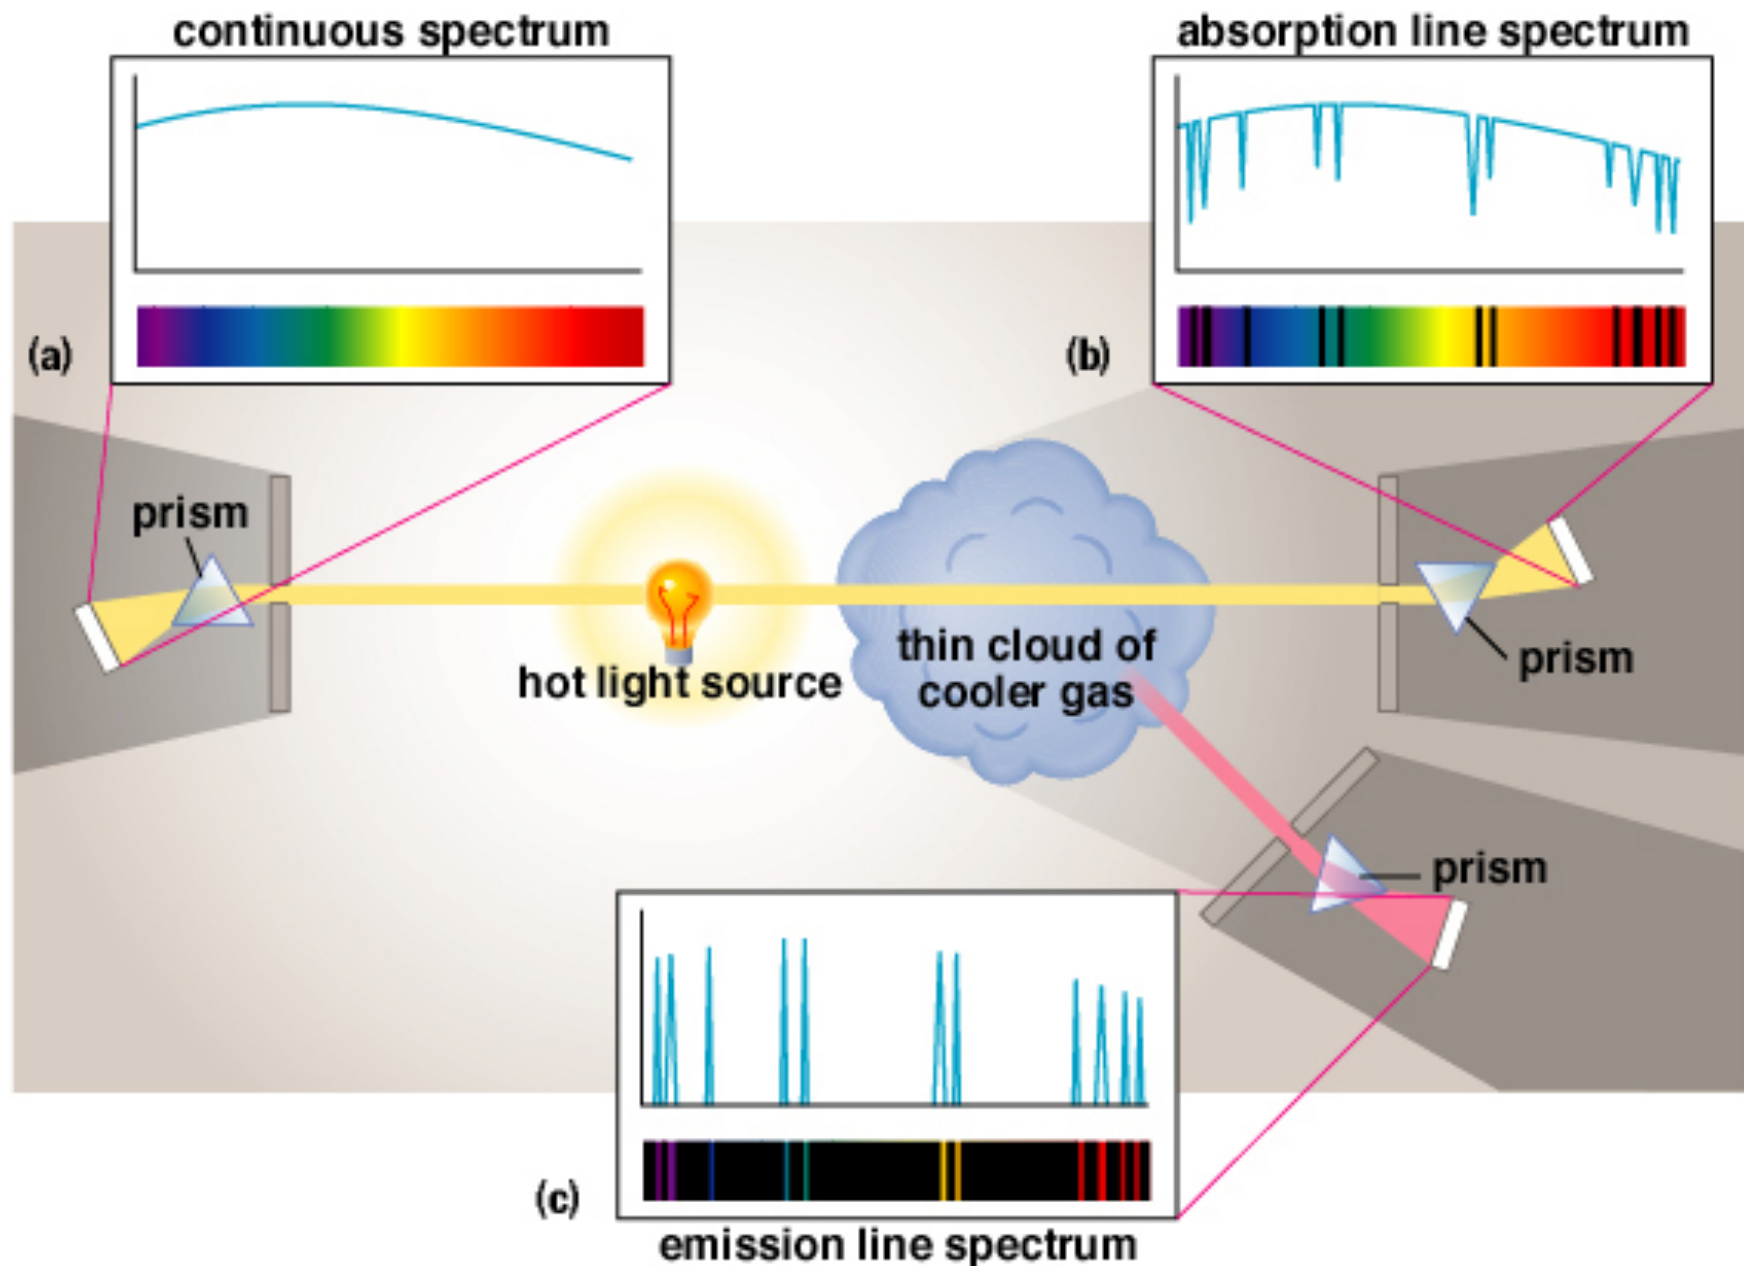 continuous spectrum
absorption line spectrum
(a)
(b)
prism
hot light source
thin cloud of
cooler gas
prism
prism
(c)
emission line spectrum